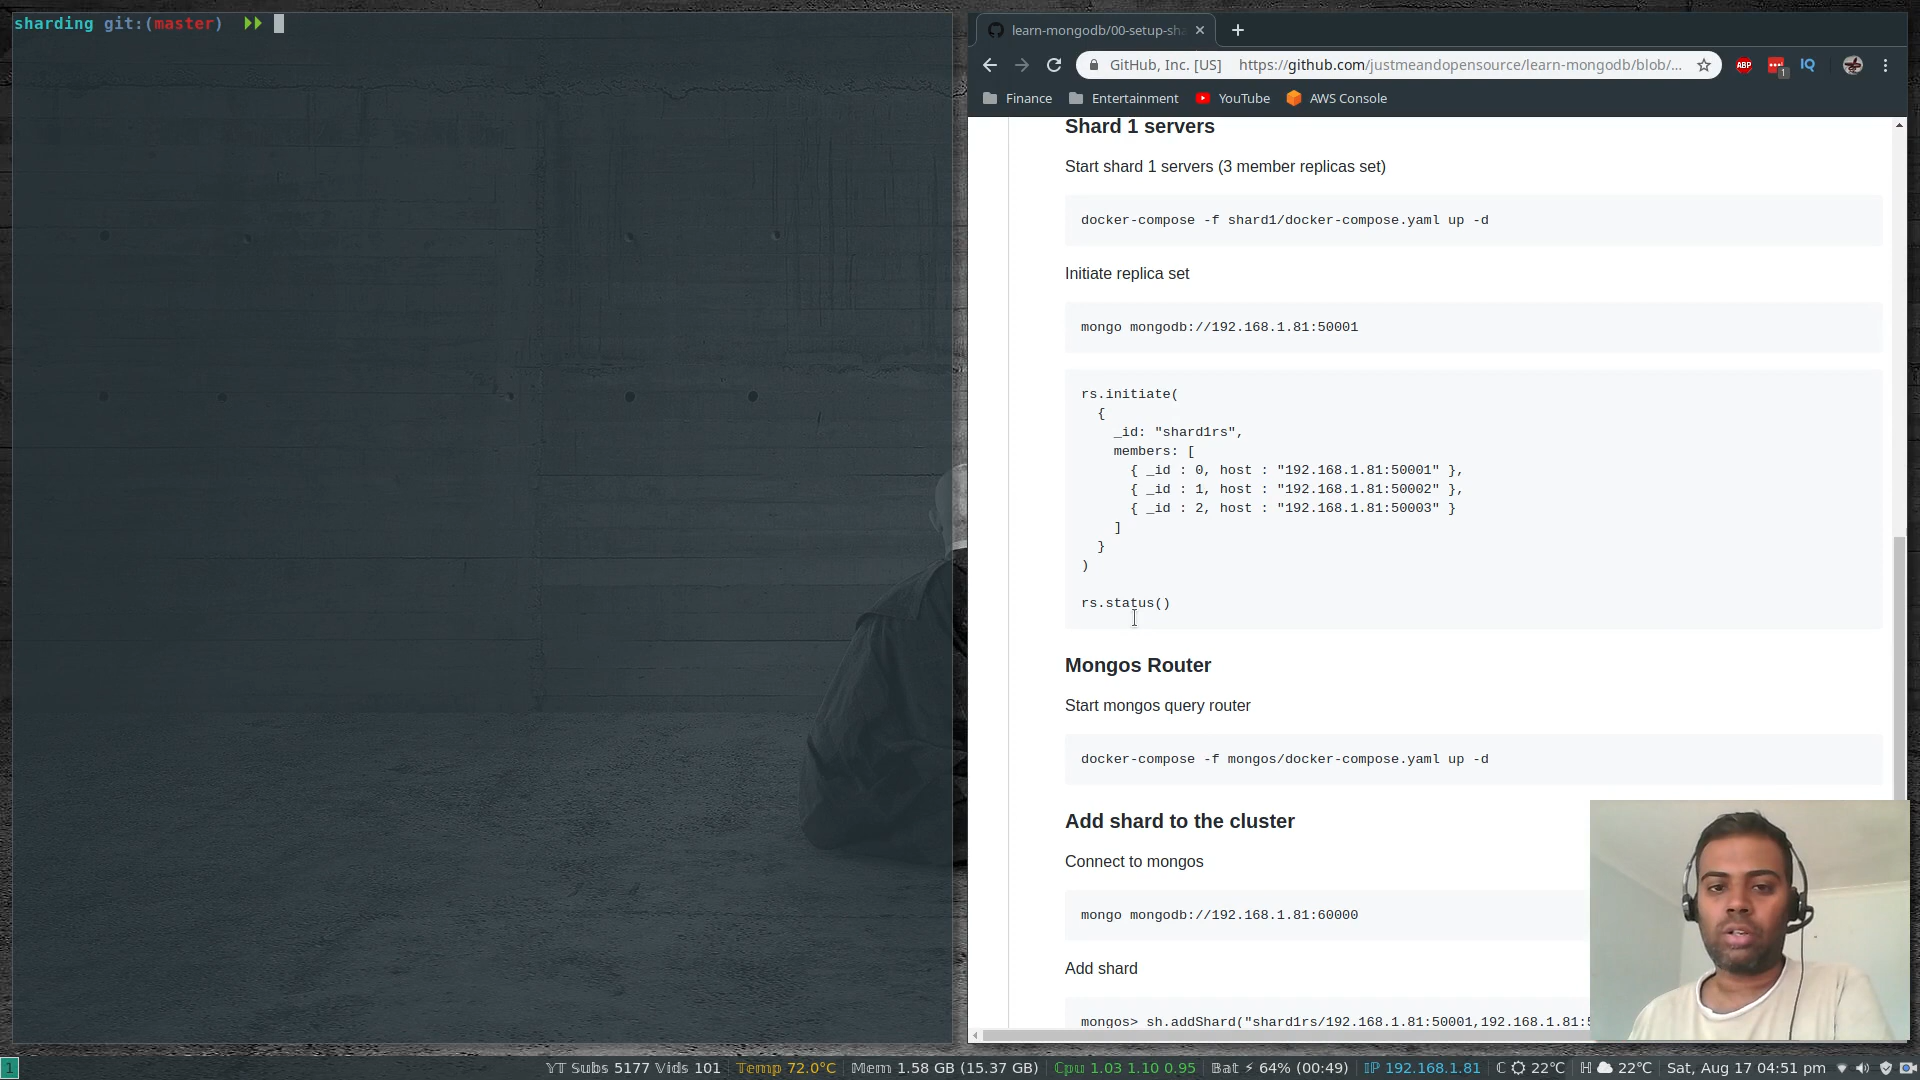 sharding git:(master)
learn-mongodb/00-setup-sha
GitHub, Inc. [US] https://github.com/justmeandopensource/learn-mongodb/blob/...
ABP
1
IQ
Finance Entertainment YouTube AWS Console
Shard 1 servers
Start shard 1 servers (3 member replicas set)
docker-compose -f shard1/docker-compose.yaml up -d
Initiate replica set
mongo mongodb://192.168.1.81:50001
rs.initiate(
{
_id: "shard1rs",
members: [
{ _id : 0, host : "192.168.1.81:50001" },
{ _id : 1, host : "192.168.1.81:50002" },
{ _id : 2, host : "192.168.1.81:50003" }
]
}
)
rs.status()
Mongos Router
Start mongos query router
docker-compose -f mongos/docker-compose.yaml up -d
Add shard to the cluster
Connect to mongos
mongo mongodb://192.168.1.81:60000
Add shard
mongos> sh.addShard("shard1rs/192.168.1.81:50001,192.168.1.81:5
1 YT Subs 5177 Vids 101 Temp 72.0°C Mem 1.58 GB (15.37 GB) Cpu 1.03 1.10 0.95 Bat ⚡ 64% (00:49) IP 192.168.1.81 C 22°C H 22°C Sat, Aug 17 04:51 pm